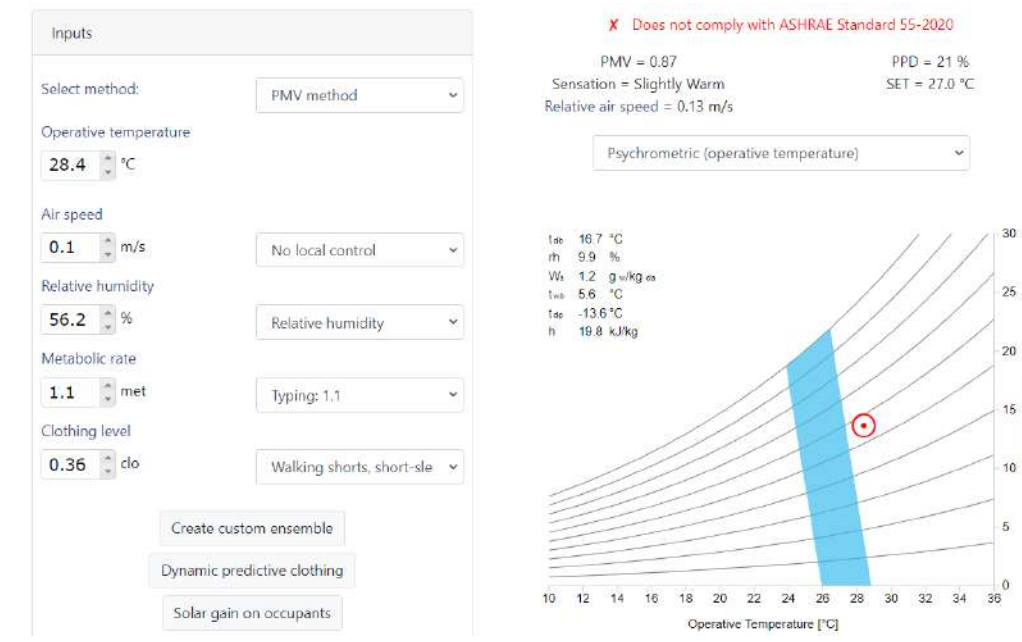 Inputs
Select method:
PMV method
Operative temperature
28.4 °C
Air speed
0.1 m/s
No local control
Relative humidity
56.2 %
Relative humidity
Metabolic rate
1.1 met
Typing: 1.1
Clothing level
0.36 clo
Walking shorts, short-sle
Create custom ensemble
Dynamic predictive clothing
Solar gain on occupants
✗ Does not comply with ASHRAE Standard 55-2020
PMV = 0.87 PPD = 21 %
Sensation = Slightly Warm SET = 27.0 °C
Relative air speed = 0.13 m/s
Psychrometric (operative temperature)
tdb 16.7 °C
rh 9.9 %
Wa 1.2 g w/kg da
twb 5.6 °C
tdp -13.6 °C
h 19.8 kJ/kg
30
25
20
15
10
5
0
10 12 14 16 18 20 22 24 26 28 30 32 34 36
Operative Temperature [°C]